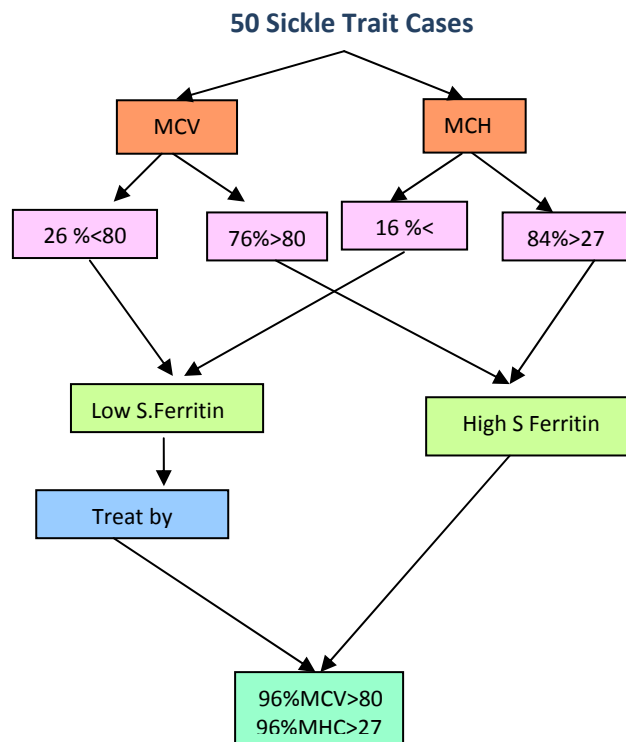 50 Sickle Trait Cases
MCV
MCH
26 %<80
76%>80
16 %<
84%>27
Low S.Ferritin
High S Ferritin
Treat by
96%MCV>80
96%MHC>27